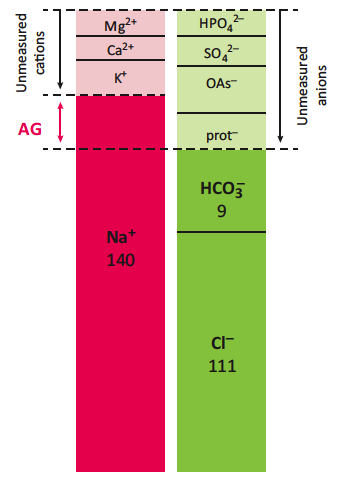 Unmeasured
cations
AG
Mg²⁺
Ca²⁺
K⁺
Na⁺
140
HPO₄²⁻
SO₄²⁻
OAs⁻
prot⁻
HCO₃⁻
9
Cl⁻
111
Unmeasured
anions